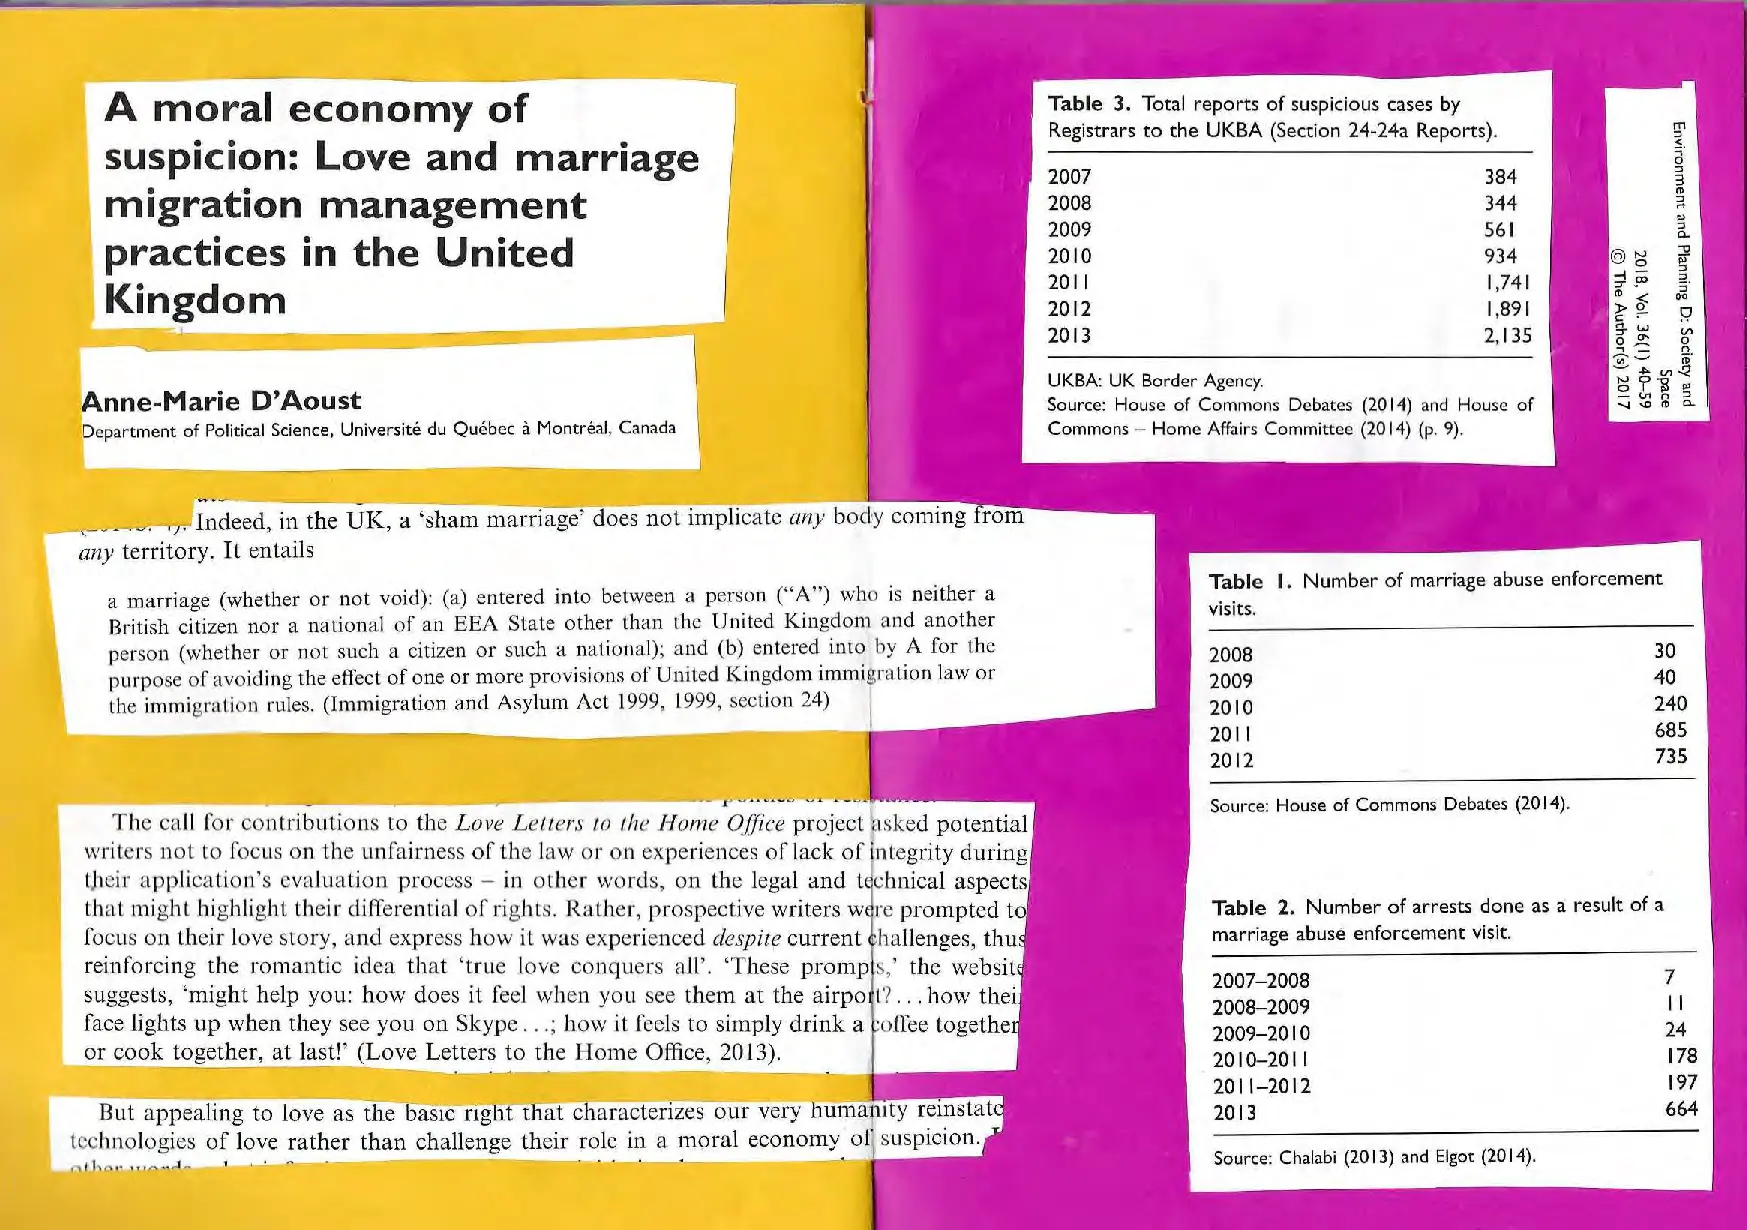 A moral economy of
suspicion: Love and marriage
migration management
practices in the United
Kingdom
Anne-Marie D'Aoust
Department of Political Science, Université du Québec à Montréal, Canada
Indeed, in the UK, a ‘sham marriage’ does not implicate any body coming from
any territory. It entails
a marriage (whether or not void): (a) entered into between a person (“A”) who is neither a
British citizen nor a national of an EEA State other than the United Kingdom and another
person (whether or not such a citizen or such a national); and (b) entered into by A for the
purpose of avoiding the effect of one or more provisions of United Kingdom immigration law or
the immigration rules. (Immigration and Asylum Act 1999, 1999, section 24)
The call for contributions to the Love Letters to the Home Office project asked potential
writers not to focus on the unfairness of the law or on experiences of lack of integrity during
their application’s evaluation process – in other words, on the legal and technical aspects
that might highlight their differential of rights. Rather, prospective writers were prompted to
focus on their love story, and express how it was experienced despite current challenges, thus
reinforcing the romantic idea that ‘true love conquers all’. ‘These prompts,’ the website
suggests, ‘might help you: how does it feel when you see them at the airport?...how thei
face lights up when they see you on Skype...; how it feels to simply drink a coffee together
or cook together, at last!’ (Love Letters to the Home Office, 2013).
But appealing to love as the basic right that characterizes our very humanity reinstate
technologies of love rather than challenge their role in a moral economy of suspicion.
Table 3. Total reports of suspicious cases by
Registrars to the UKBA (Section 24-24a Reports).
2007 384
2008 344
2009 561
2010 934
2011 1,741
2012 1,891
2013 2,135
UKBA: UK Border Agency.
Source: House of Commons Debates (2014) and House of
Commons – Home Affairs Committee (2014) (p. 9).
Environment and Planning D: Society and
Space
2018, Vol. 36(1) 40–59
© The Author(s) 2017
Table 1. Number of marriage abuse enforcement
visits.
2008 30
2009 40
2010 240
2011 685
2012 735
Source: House of Commons Debates (2014).
Table 2. Number of arrests done as a result of a
marriage abuse enforcement visit.
2007–2008 7
2008–2009 11
2009–2010 24
2010–2011 178
2011–2012 197
2013 664
Source: Chalabi (2013) and Elgot (2014).